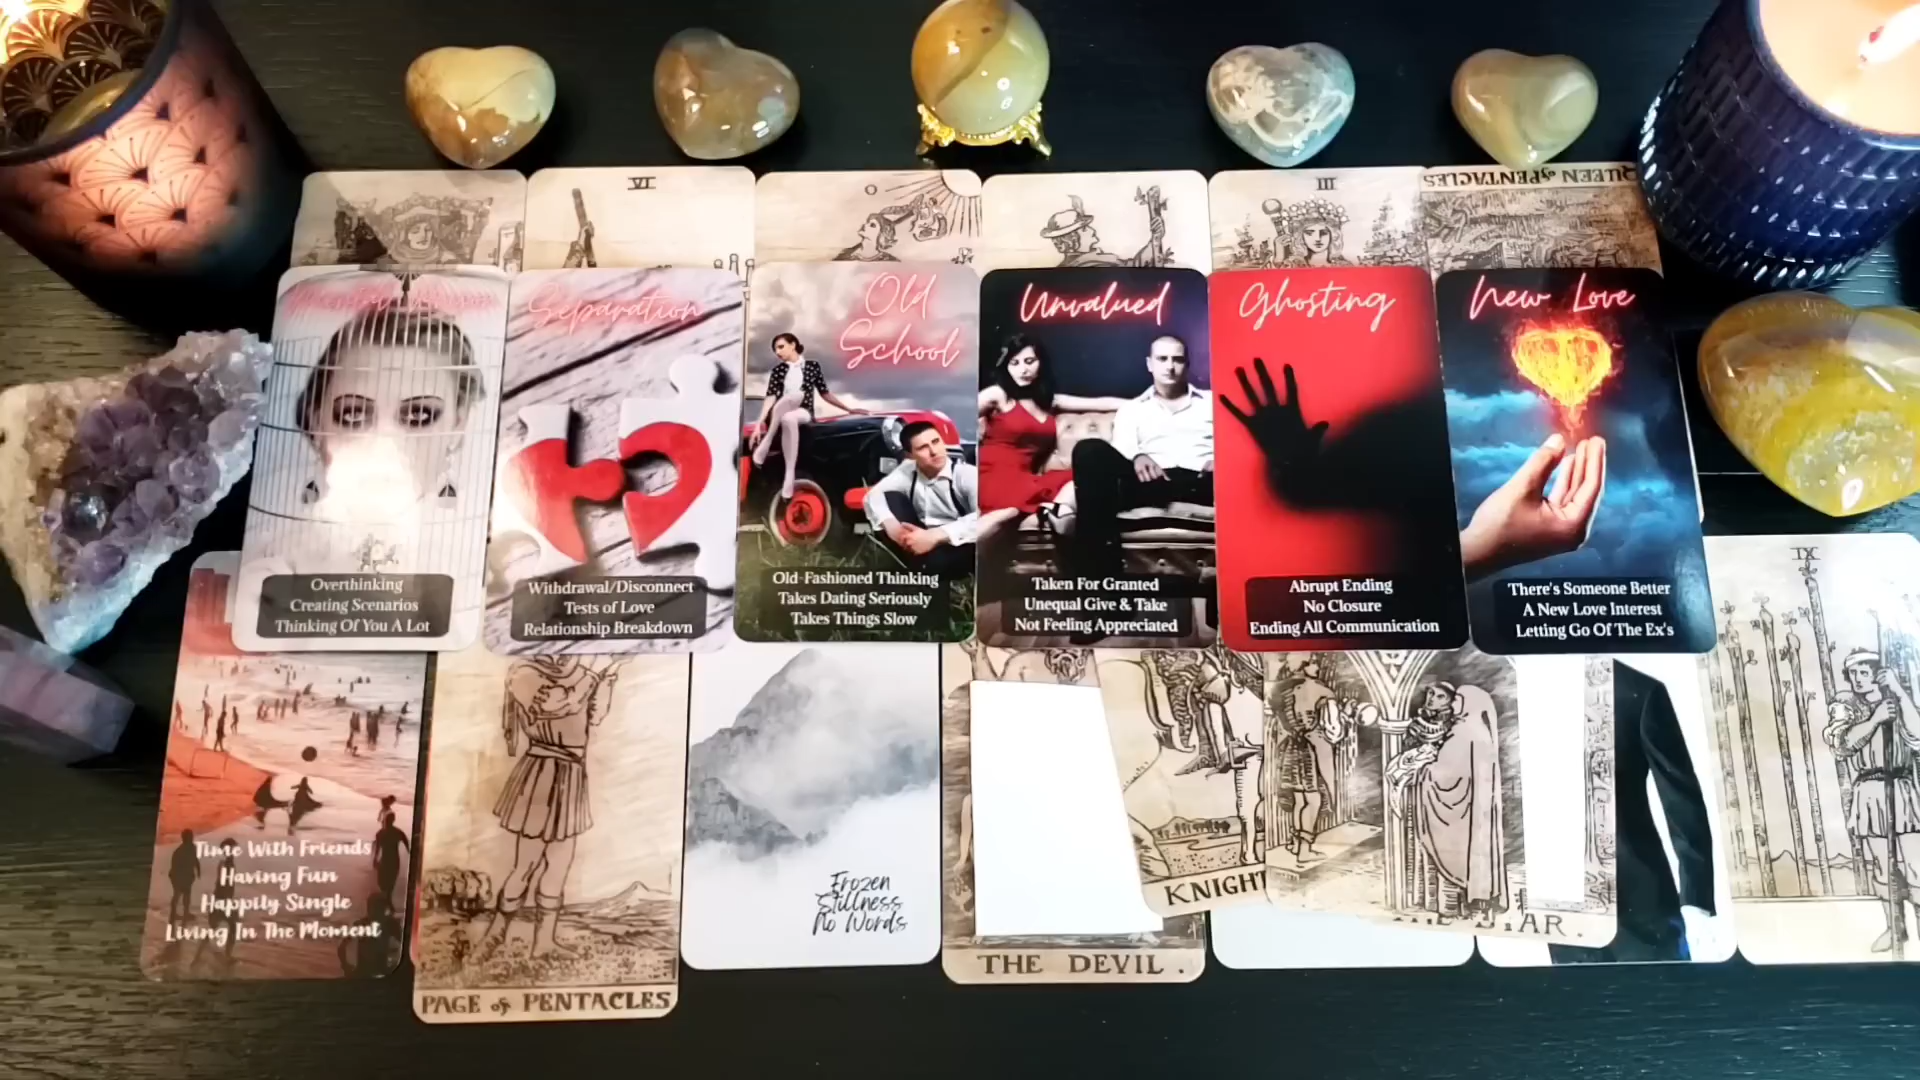 VI
III
QUEEN of PENTACLES
Separation
Old
School
Unvalued
Ghosting
New Love
Overthinking
Creating Scenarios
Thinking Of You A Lot
Withdrawal/Disconnect
Tests of Love
Relationship Breakdown
Old-Fashioned Thinking
Takes Dating Seriously
Takes Things Slow
Taken For Granted
Unequal Give & Take
Not Feeling Appreciated
Abrupt Ending
No Closure
Ending All Communication
There's Someone Better
A New Love Interest
Letting Go Of The Ex's
IX
Time With Friends
Having Fun
Happily Single
Living In The Moment
PAGE of PENTACLES
Frozen
Stillness
No Words
THE DEVIL.
KNIGHT